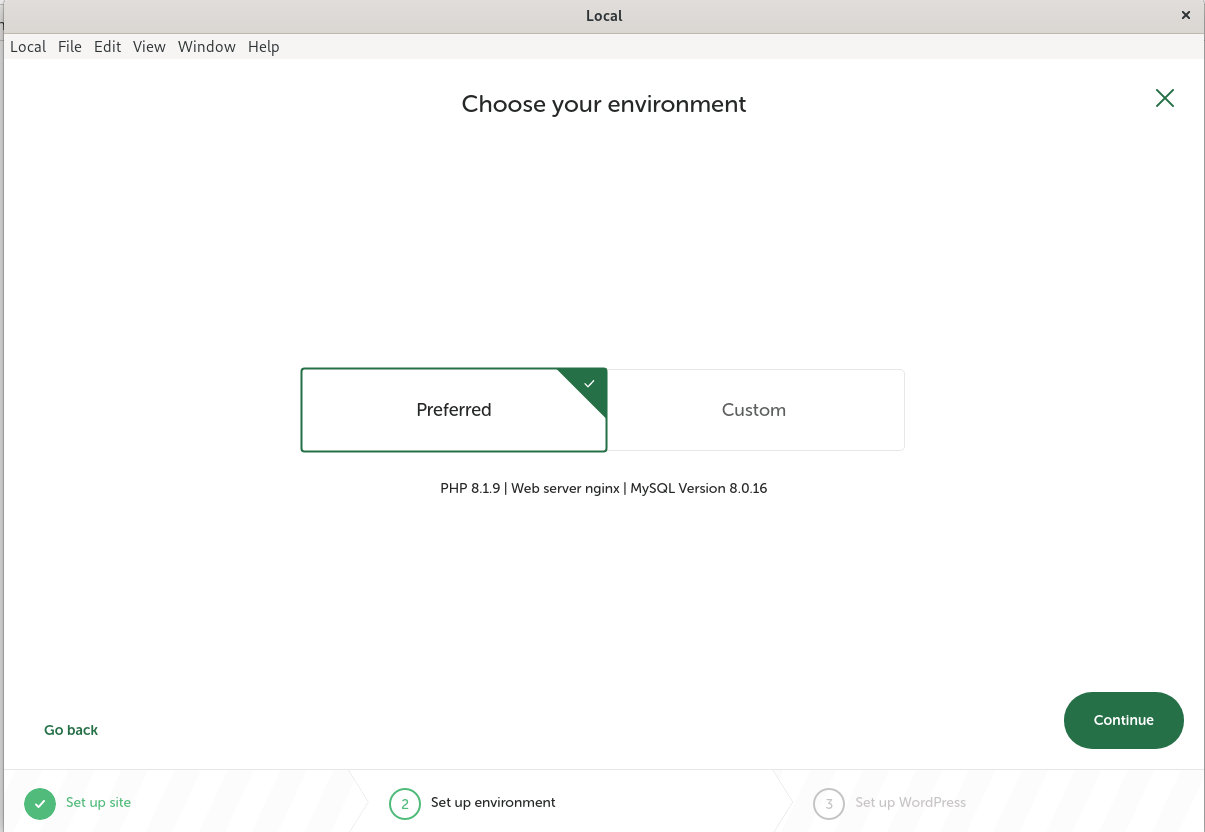 Local
Local File Edit View Window Help
Choose your environment
Preferred
Custom
PHP 8.1.9 | Web server nginx | MySQL Version 8.0.16
Go back
Continue
Set up site
2 Set up environment
3 Set up WordPress